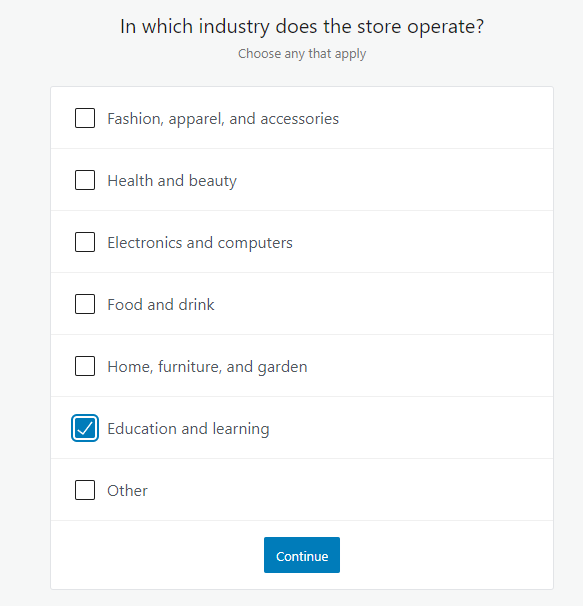 In which industry does the store operate?
Choose any that apply
Fashion, apparel, and accessories
Health and beauty
Electronics and computers
Food and drink
Home, furniture, and garden
Education and learning
Other
Continue